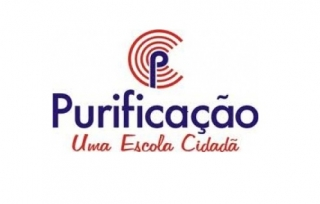 P
Purificação
Uma Escola Cidadã